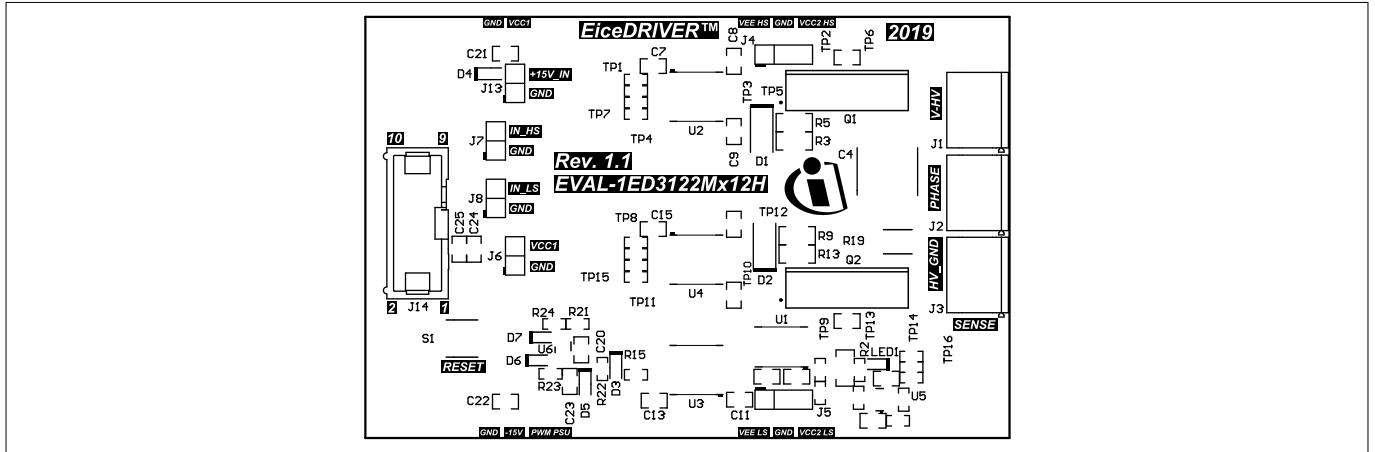 GND VCC1
EiceDRIVER™
VEE HS GND VCC2 HS
2019
C21
C7
C8
J4
TP2
TP6
D4
+15V_IN
J13
GND
TP1
TP7
TP4
U2
TP3
TP5
Q1
V-HV
J1
J7
IN_HS
GND
C9
D1
R5
R3
C4
10 9
Rev. 1.1
EVAL-1ED3122Mx12H
PHASE
J2
J8
IN_LS
GND
C25
C24
TP8
C15
TP12
R9
R13
R19
J6
VCC1
GND
TP15
TP11
U4
TP10
D2
Q2
HV_GND
J3
2 1
J14
SENSE
S1
RESET
R24 R21
D7
U6
D6
R23
C20
C23
D5
R22
D3
R15
U1
TP9
TP13
TP14
TP16
R2
LED1
U5
C22
C13
U3
C11
J5
GND -15V PWM PSU
VEE LS GND VCC2 LS